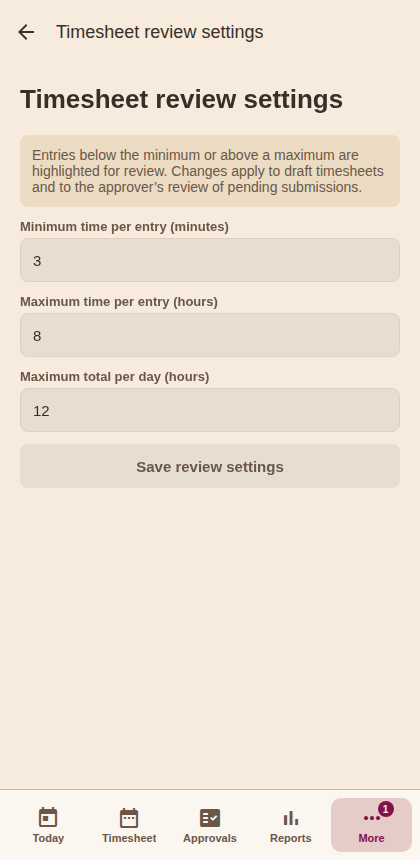 Timesheet review settings
Timesheet review settings
Entries below the minimum or above a maximum are
highlighted for review. Changes apply to draft timesheets
and to the approver’s review of pending submissions.
Minimum time per entry (minutes)
3
Maximum time per entry (hours)
8
Maximum total per day (hours)
12
Save review settings
1
Today Timesheet Approvals Reports More